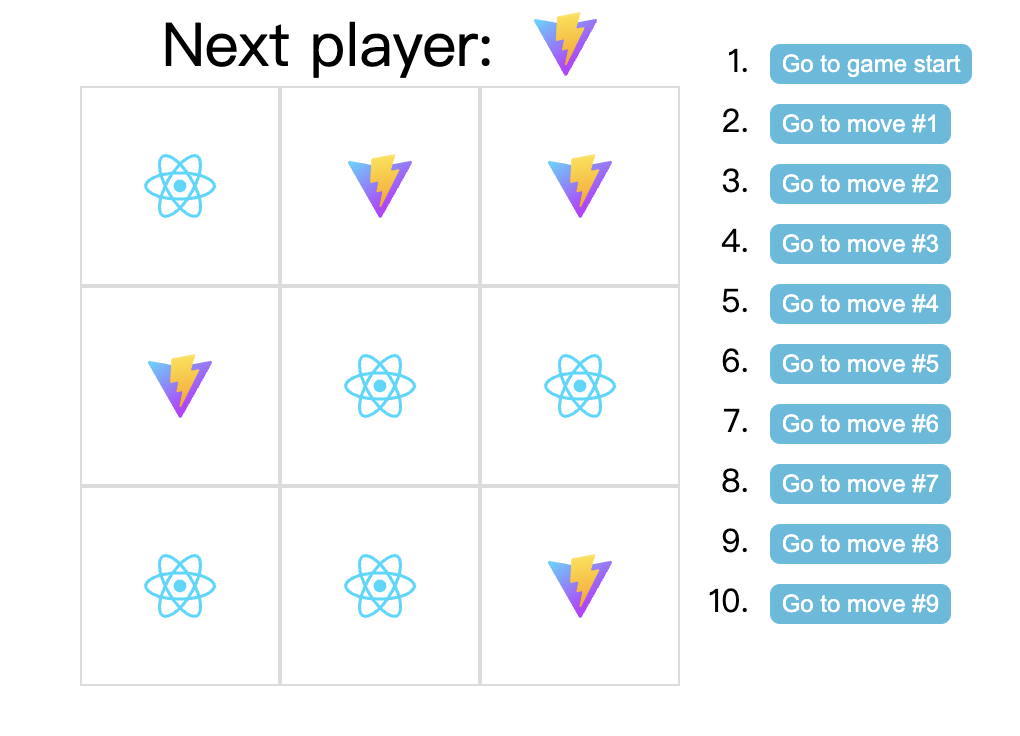 Next player:
1. Go to game start
2. Go to move #1
3. Go to move #2
4. Go to move #3
5. Go to move #4
6. Go to move #5
7. Go to move #6
8. Go to move #7
9. Go to move #8
10. Go to move #9